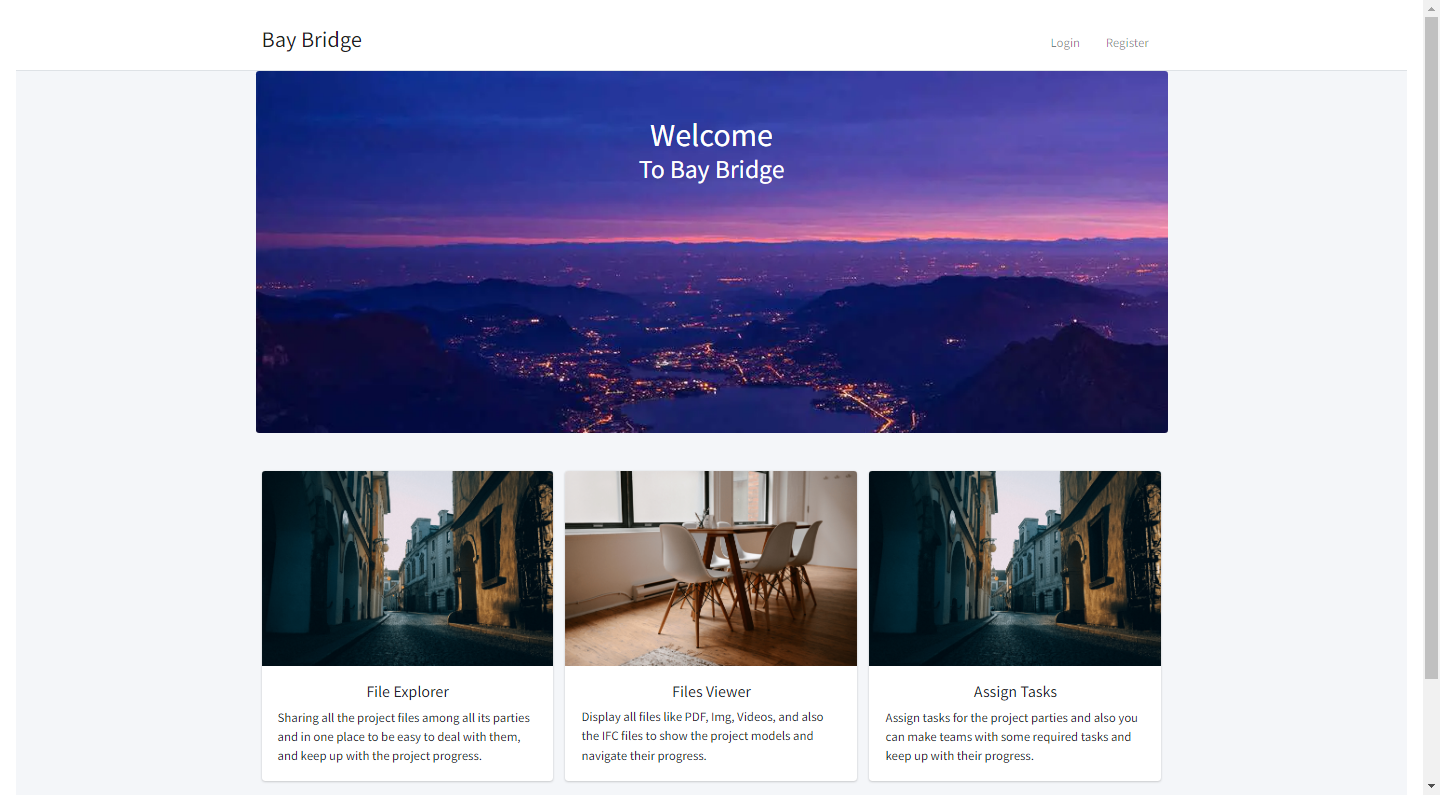 Bay Bridge
Login
Register
Welcome
To Bay Bridge
File Explorer
Sharing all the project files among all its parties
and in one place to be easy to deal with them,
and keep up with the project progress.
Files Viewer
Display all files like PDF, Img, Videos, and also
the IFC files to show the project models and
navigate their progress.
Assign Tasks
Assign tasks for the project parties and also you
can make teams with some required tasks and
keep up with their progress.